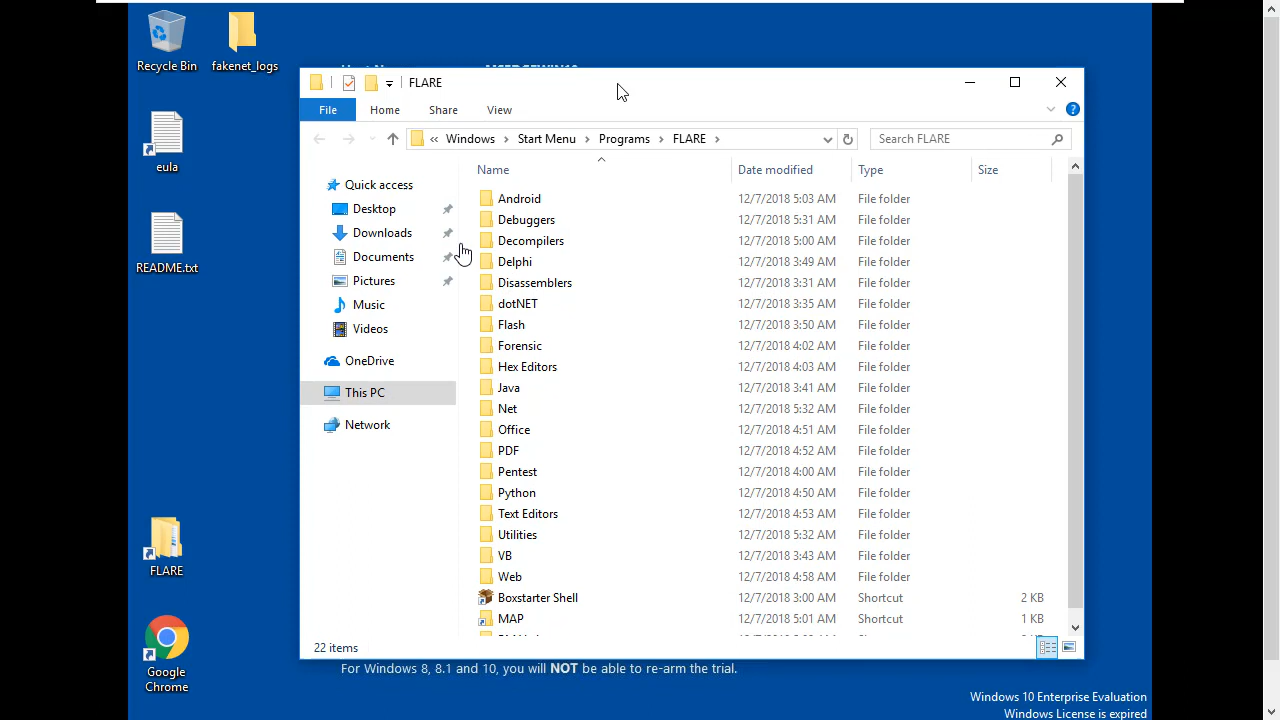 Recycle Bin
fakenet_logs
eula
README.txt
FLARE
Google
Chrome
FLARE
File Home Share View
« Windows › Start Menu › Programs › FLARE ›
Search FLARE
Quick access
Desktop
Downloads
Documents
Pictures
Music
Videos
OneDrive
This PC
Network
Name Date modified Type Size
Android 12/7/2018 5:03 AM File folder
Debuggers 12/7/2018 5:31 AM File folder
Decompilers 12/7/2018 5:00 AM File folder
Delphi 12/7/2018 3:49 AM File folder
Disassemblers 12/7/2018 3:31 AM File folder
dotNET 12/7/2018 3:35 AM File folder
Flash 12/7/2018 3:50 AM File folder
Forensic 12/7/2018 4:02 AM File folder
Hex Editors 12/7/2018 4:03 AM File folder
Java 12/7/2018 3:41 AM File folder
Net 12/7/2018 5:32 AM File folder
Office 12/7/2018 4:51 AM File folder
PDF 12/7/2018 4:52 AM File folder
Pentest 12/7/2018 4:00 AM File folder
Python 12/7/2018 4:50 AM File folder
Text Editors 12/7/2018 4:53 AM File folder
Utilities 12/7/2018 5:32 AM File folder
VB 12/7/2018 3:43 AM File folder
Web 12/7/2018 4:58 AM File folder
Boxstarter Shell 12/7/2018 3:00 AM Shortcut 2 KB
MAP 12/7/2018 5:01 AM Shortcut 1 KB
22 items
For Windows 8, 8.1 and 10, you will NOT be able to re-arm the trial.
Windows 10 Enterprise Evaluation
Windows License is expired